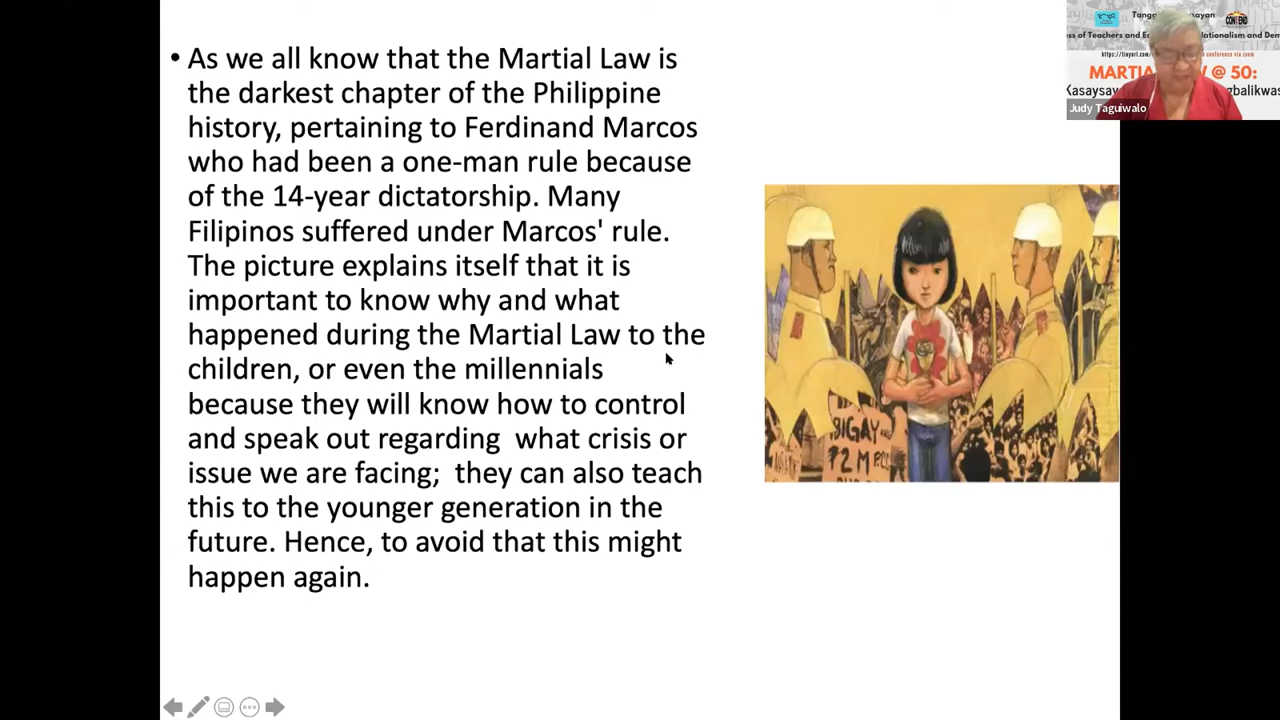 • As we all know that the Martial Law is
the darkest chapter of the Philippine
history, pertaining to Ferdinand Marcos
who had been a one-man rule because
of the 14-year dictatorship. Many
Filipinos suffered under Marcos' rule.
The picture explains itself that it is
important to know why and what
happened during the Martial Law to the
children, or even the millennials
because they will know how to control
and speak out regarding  what crisis or
issue we are facing;  they can also teach
this to the younger generation in the
future. Hence, to avoid that this might
happen again.
BIGAY
72 M
MARTIA @ 50:
Judy Taguiwalo